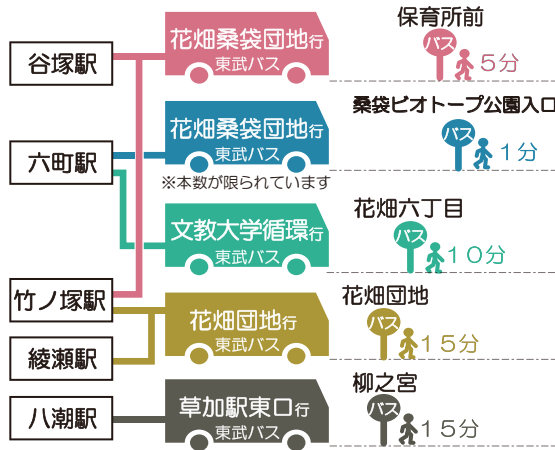 谷塚駅
花畑桑袋団地行
東武バス
保育所前
バス
5分
六町駅
花畑桑袋団地行
東武バス
※本数が限られています
桑袋ビオトープ公園入口
バス
1分
文教大学循環行
東武バス
花畑六丁目
バス
10分
竹ノ塚駅
綾瀬駅
花畑団地行
東武バス
花畑団地
バス
15分
八潮駅
草加駅東口行
東武バス
柳之宮
バス
15分